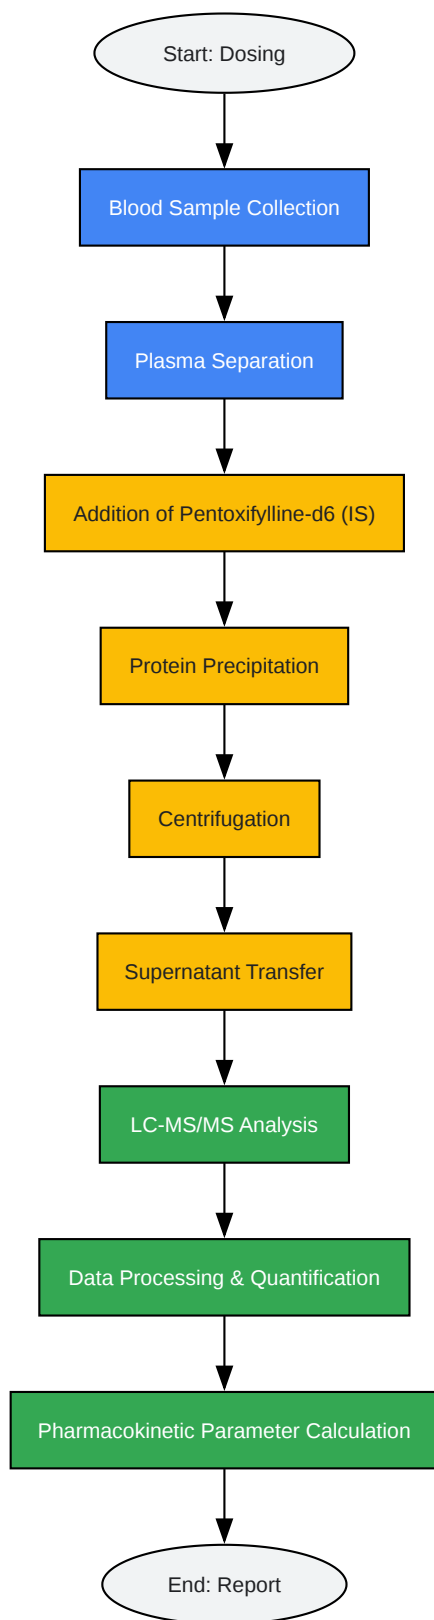 Start: Dosing
Blood Sample Collection
Plasma Separation
Addition of Pentoxifylline-d6 (IS)
Protein Precipitation
Centrifugation
Supernatant Transfer
LC-MS/MS Analysis
Data Processing & Quantification
Pharmacokinetic Parameter Calculation
End: Report